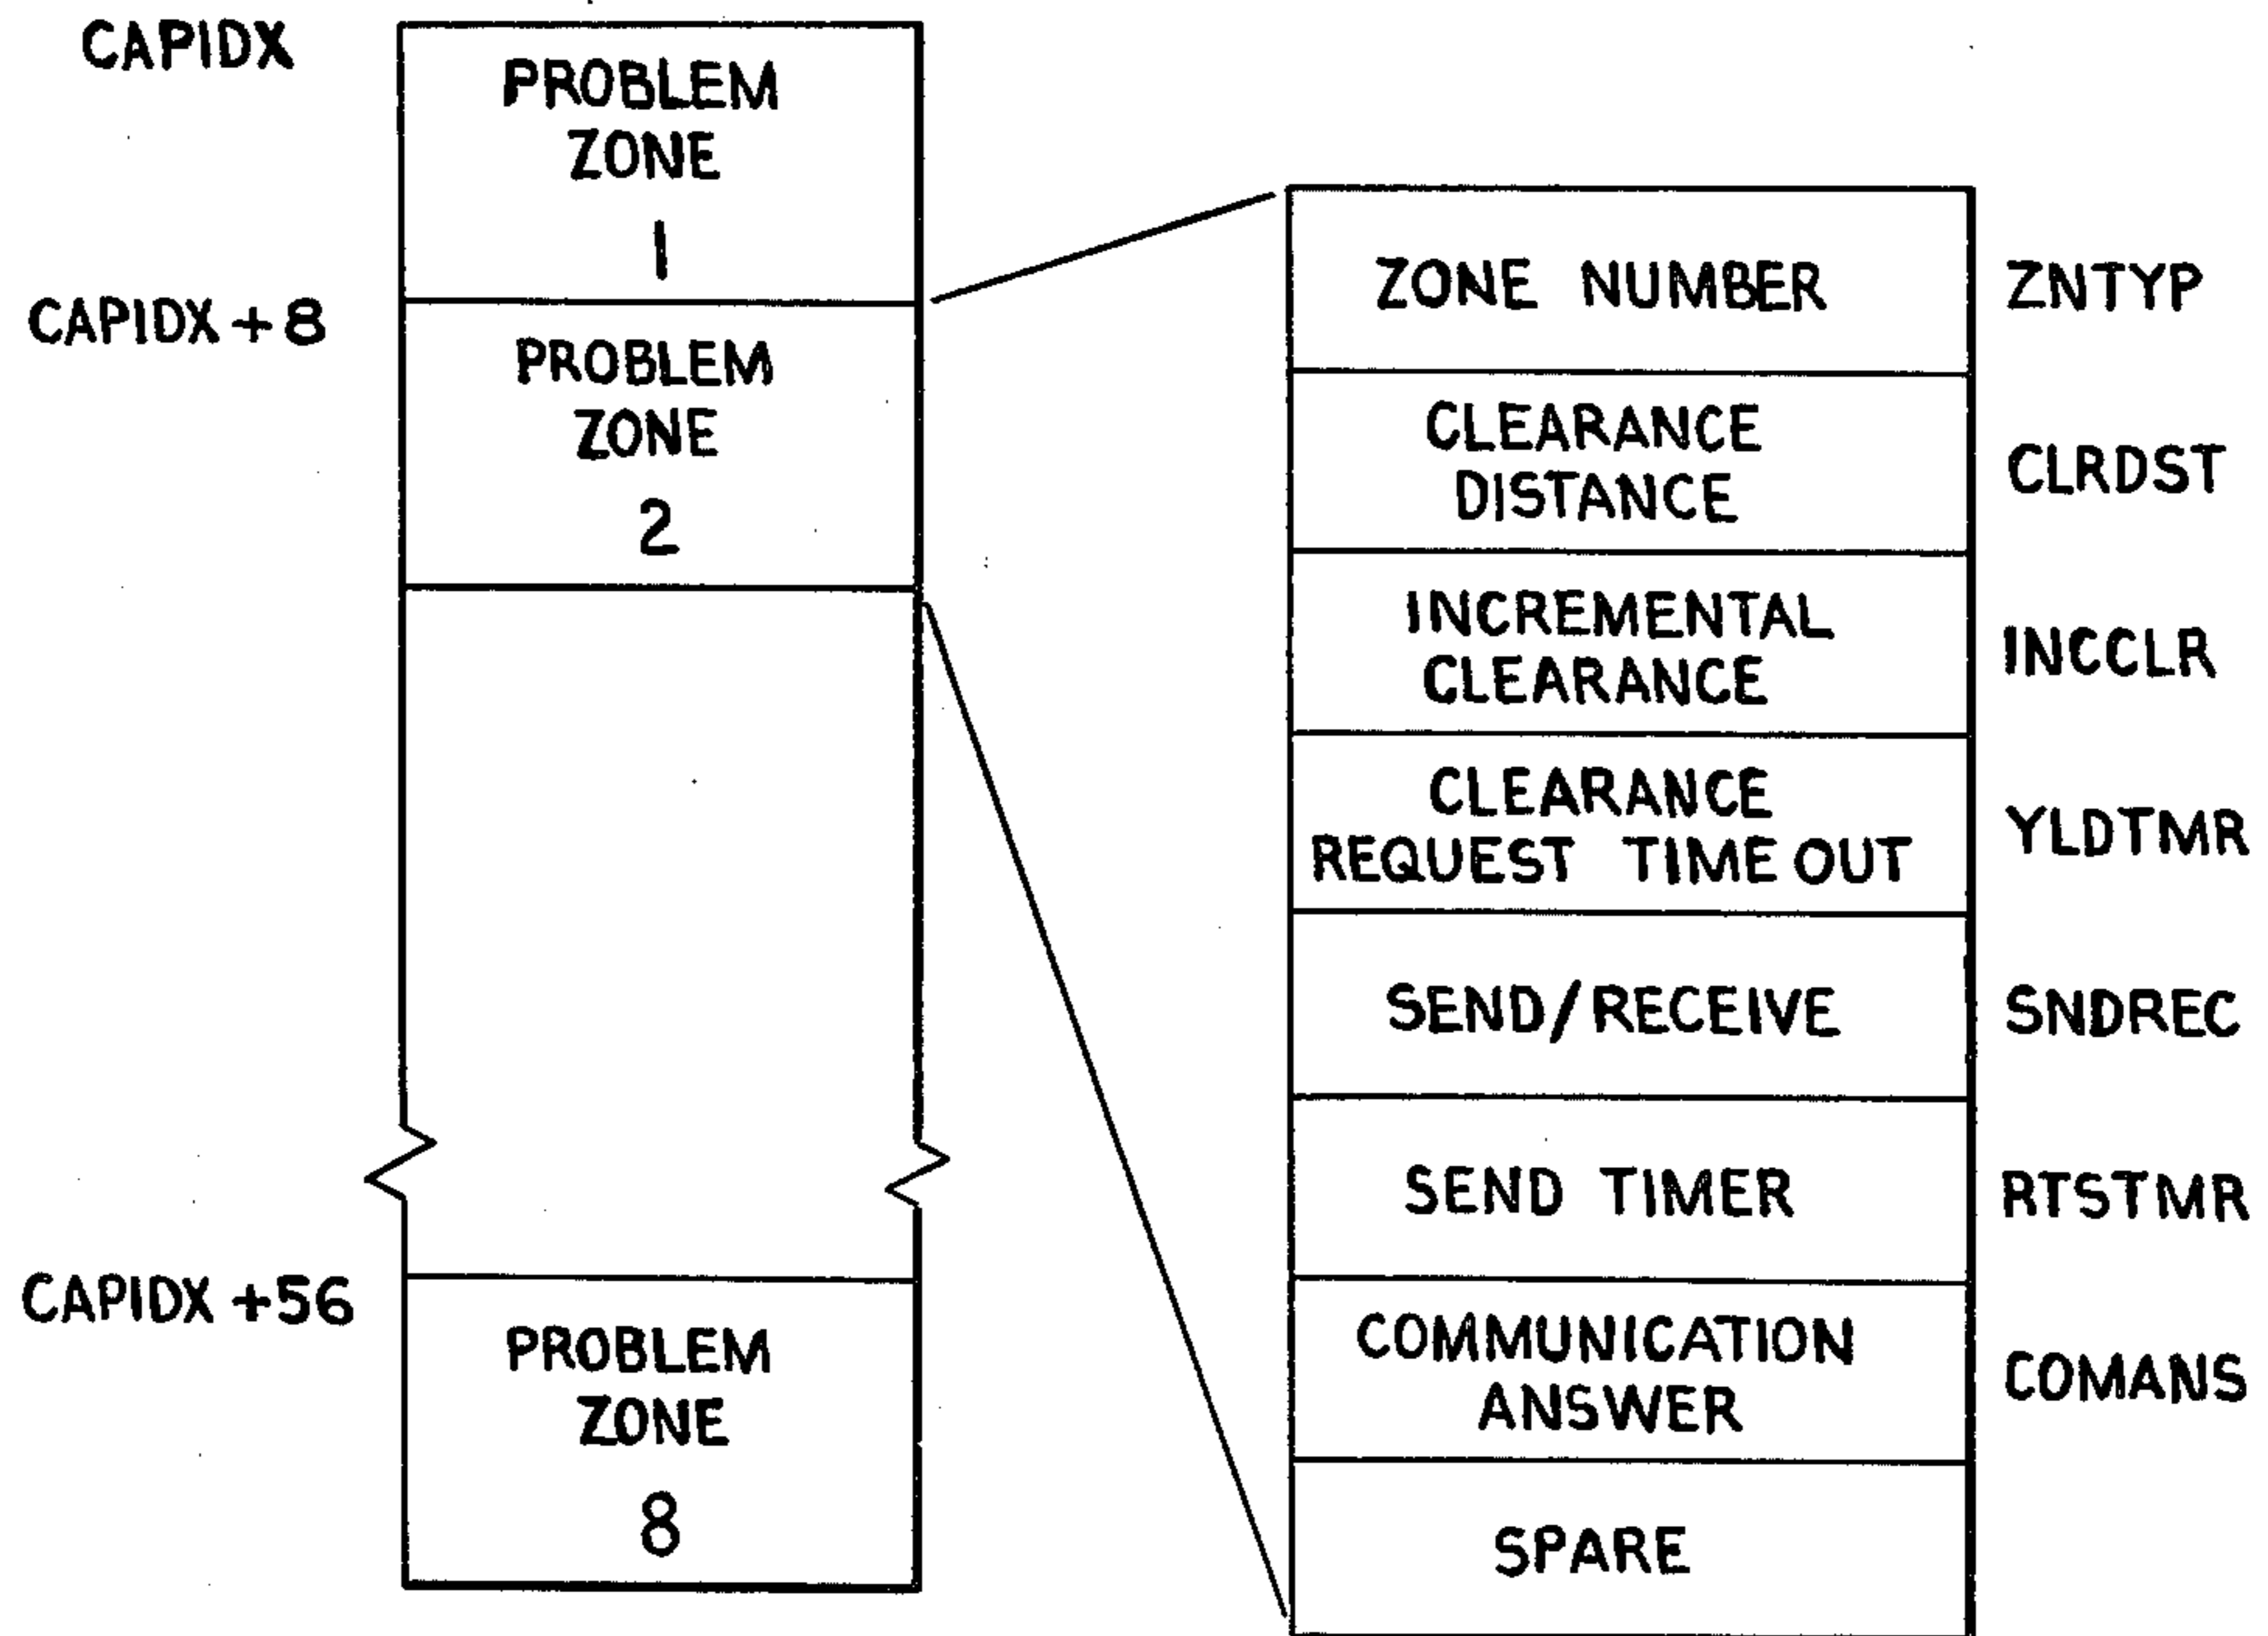 CAPIDX
PROBLEM
ZONE
1
CAPIDX +8
PROBLEM
ZONE
2
CAPIDX +56
PROBLEM
ZONE
8
ZONE NUMBER
ZNTYP
CLEARANCE
DISTANCE
CLRDST
INCREMENTAL
CLEARANCE
INCCLR
CLEARANCE
REQUEST TIME OUT
YLDTMR
SEND/RECEIVE
SNDREC
SEND TIMER
RTSTMR
COMMUNICATION
ANSWER
COMANS
SPARE